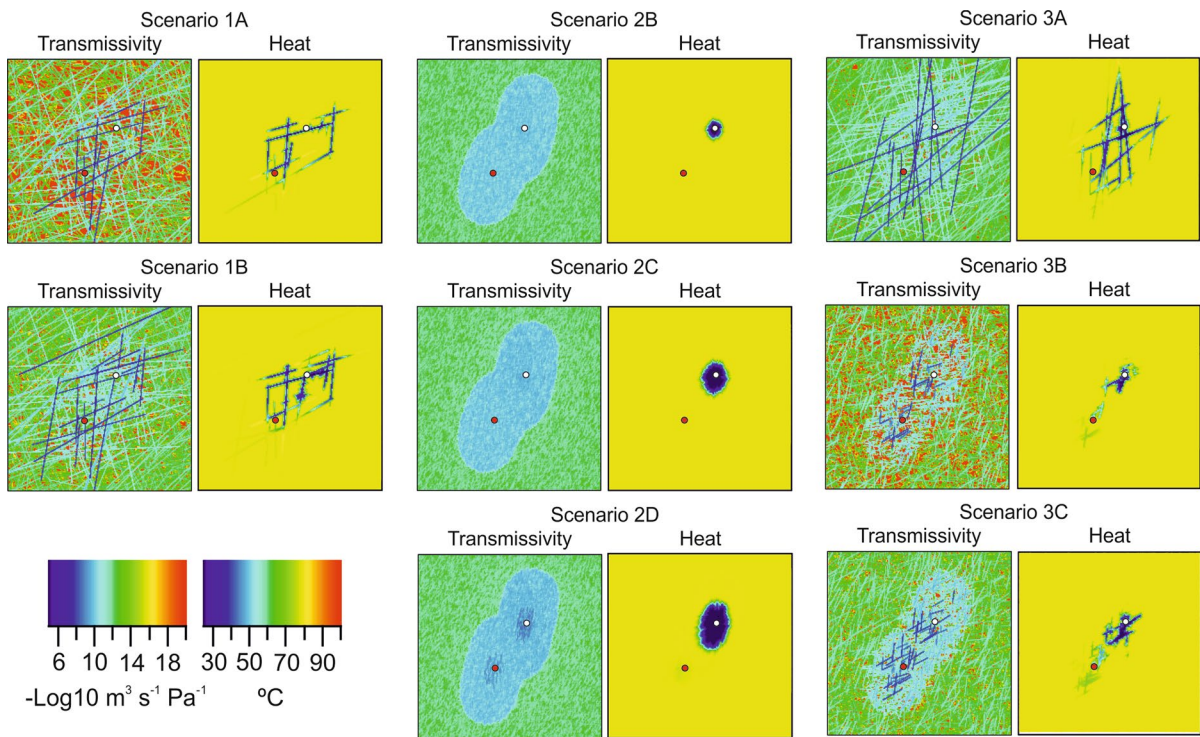 Scenario 1A
Transmissivity Heat
Scenario 2B
Transmissivity Heat
Scenario 3A
Transmissivity Heat
Scenario 1B
Transmissivity Heat
Scenario 2C
Transmissivity Heat
Scenario 3B
Transmissivity Heat
Scenario 2D
Transmissivity Heat
Scenario 3C
Transmissivity Heat
6 10 14 18
-Log10 m³ s⁻¹ Pa⁻¹
30 50 70 90
ºC